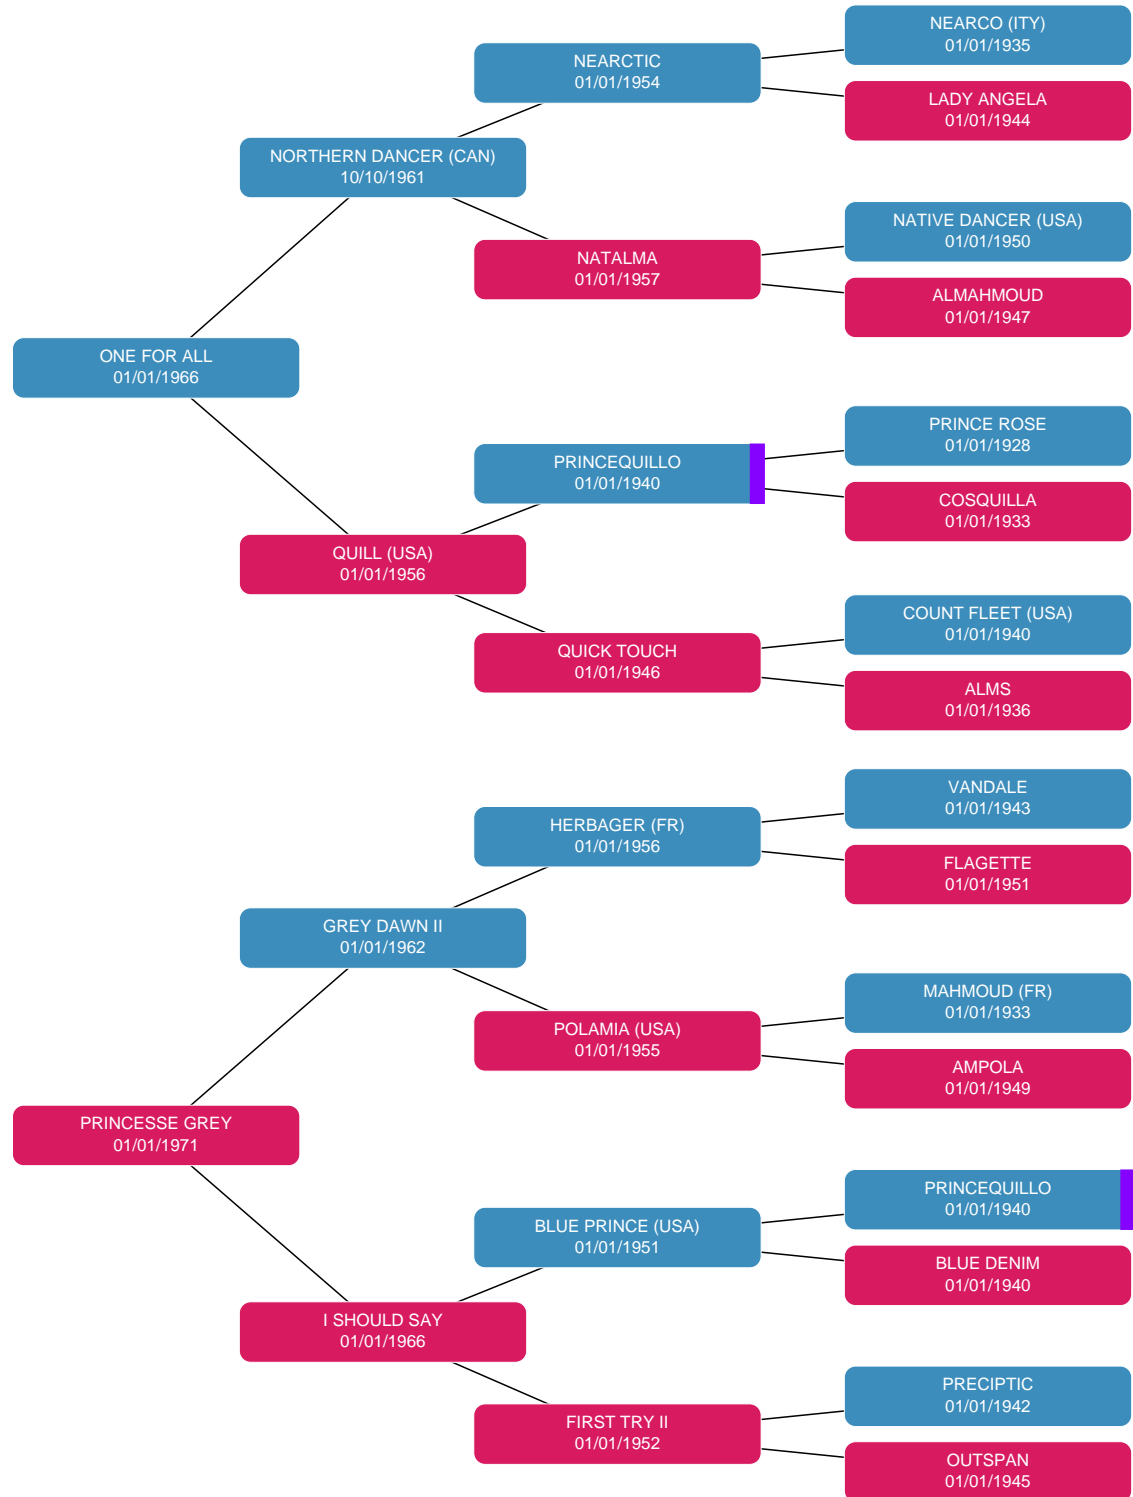 NEARCO (ITY)
01/01/1935
NEARCTIC
01/01/1954
LADY ANGELA
01/01/1944
NORTHERN DANCER (CAN)
10/10/1961
NATIVE DANCER (USA)
01/01/1950
NATALMA
01/01/1957
ALMAHMOUD
01/01/1947
ONE FOR ALL
01/01/1966
PRINCE ROSE
01/01/1928
PRINCEQUILLO
01/01/1940
COSQUILLA
01/01/1933
QUILL (USA)
01/01/1956
COUNT FLEET (USA)
01/01/1940
QUICK TOUCH
01/01/1946
ALMS
01/01/1936
VANDALE
01/01/1943
HERBAGER (FR)
01/01/1956
FLAGETTE
01/01/1951
GREY DAWN II
01/01/1962
MAHMOUD (FR)
01/01/1933
POLAMIA (USA)
01/01/1955
AMPOLA
01/01/1949
PRINCESSE GREY
01/01/1971
PRINCEQUILLO
01/01/1940
BLUE PRINCE (USA)
01/01/1951
BLUE DENIM
01/01/1940
I SHOULD SAY
01/01/1966
PRECIPTIC
01/01/1942
FIRST TRY II
01/01/1952
OUTSPAN
01/01/1945